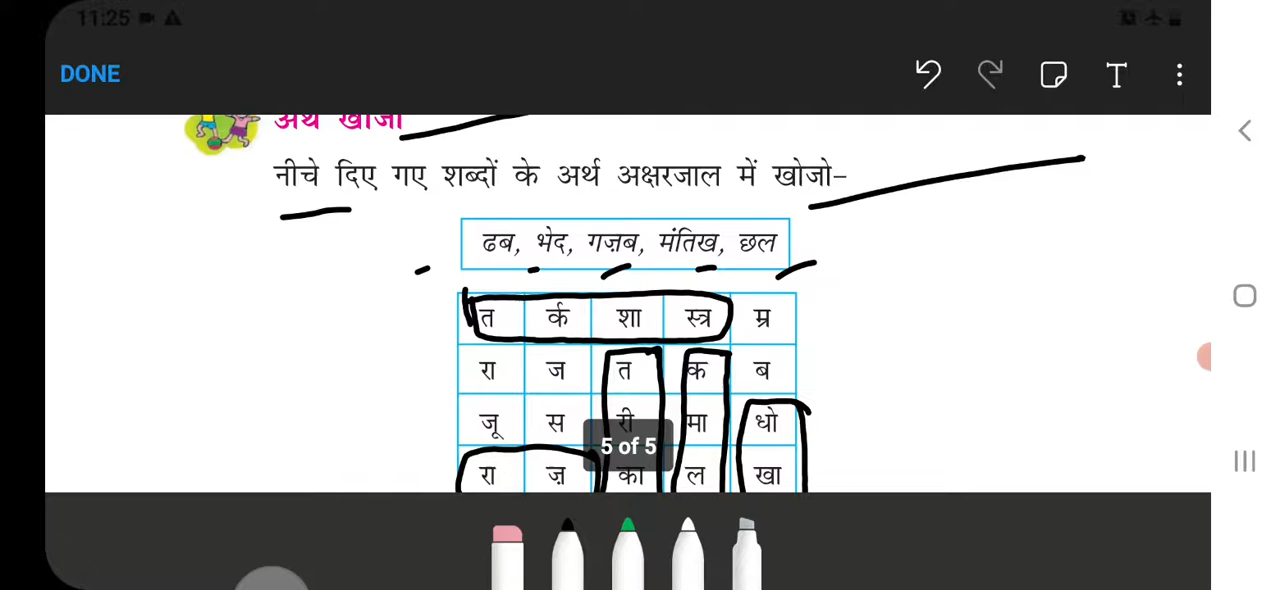 11:25
DONE
T
अर्थ खोजो
नीचे दिए गए शब्दों के अर्थ अक्षरजाल में खोजो-
ढब, भेद, गज़ब, मंतिख, छल
त र्क शा स्त्र म्र
रा ज त क ब
जू स री मा धो
5 of 5
रा ज़ का ल खा